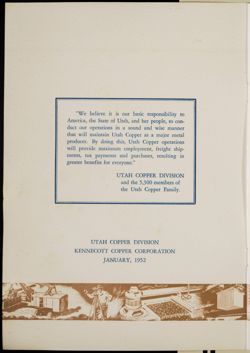 "We believe it is our basic responsibility to
America, the State of Utah, and her people, to con-
duct our operations in a sound and wise manner
that will maintain Utah Copper as a major metal
producer. By doing this, Utah Copper operations
will provide maximum employment, freight ship-
ments, tax payments and purchases, resulting in
greater benefits for everyone."
UTAH COPPER DIVISION
and the 5,500 members of
the Utah Copper Family.
UTAH COPPER DIVISION
KENNECOTT COPPER CORPORATION
JANUARY, 1952